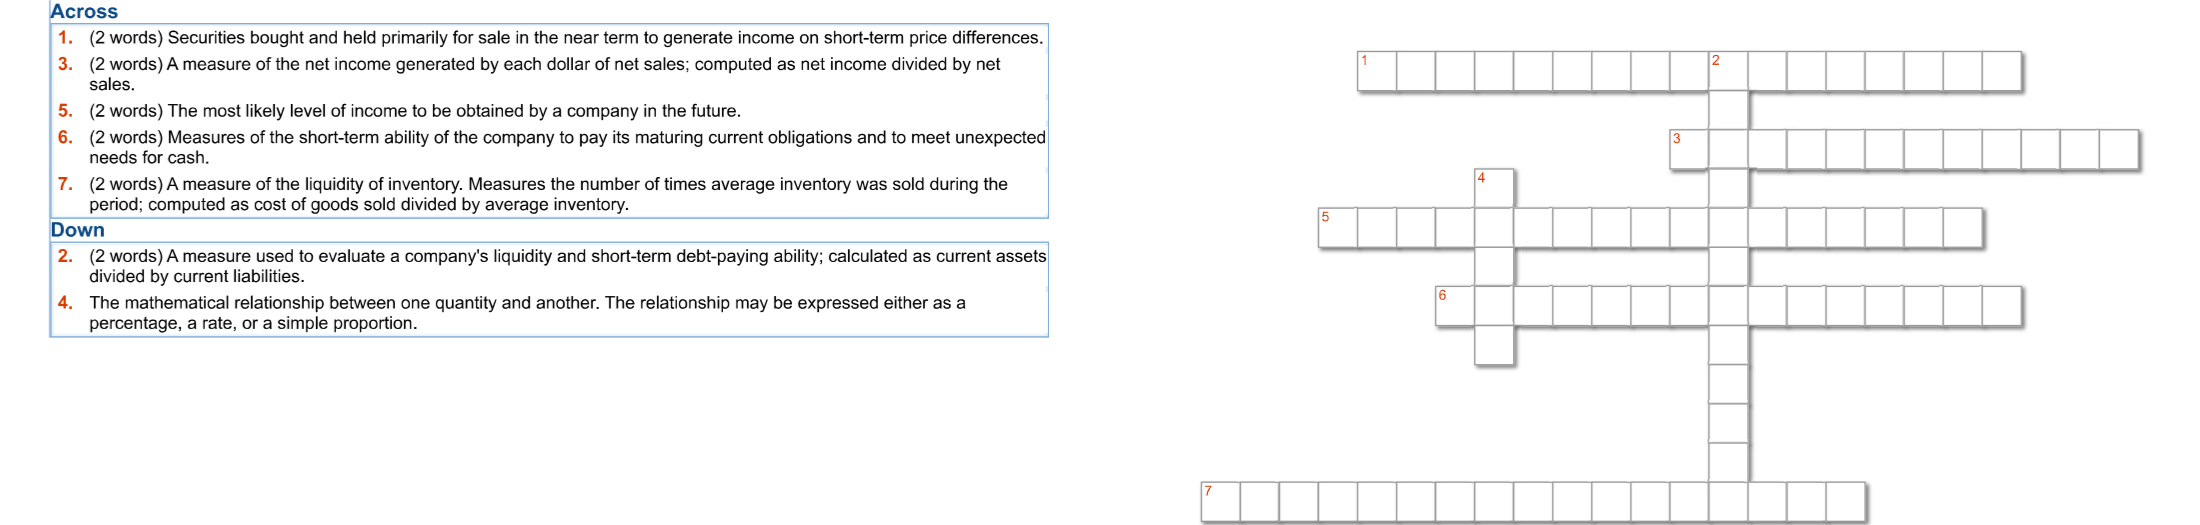 Across
1. (2 words) Securities bought and held primarily for sale in the near term to generate income on short-term price differences.
3. (2 words) A measure of the net income generated by each dollar of net sales; computed as net income divided by net
sales.
5. (2 words) The most likely level of income to be obtained by a company in the future.
6. (2 words) Measures of the short-term ability of the company to pay its maturing current obligations and to meet unexpected
needs for cash.
7. (2 words) A measure of the liquidity of inventory. Measures the number of times average inventory was sold during the
period; computed as cost of goods sold divided by average inventory.
Down
2. (2 words) A measure used to evaluate a company's liquidity and short-term debt-paying ability; calculated as current assets
divided by current liabilities.
4. The mathematical relationship between one quantity and another. The relationship may be expressed either as a
percentage, a rate, or a simple proportion.
1 2
3
4
5
6
7